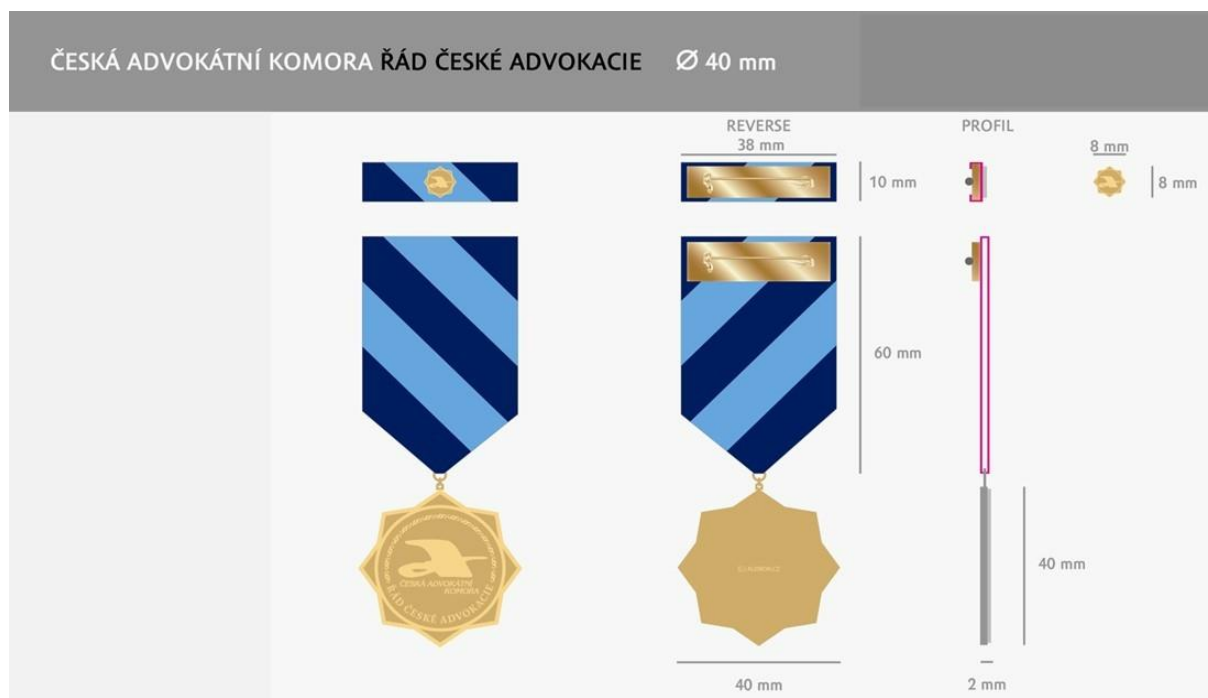 ČESKÁ ADVOKÁTNÍ KOMORA ŘÁD ČESKÉ ADVOKACIE Ø 40 mm
REVERSE
38 mm
PROFIL
8 mm
10 mm
8 mm
60 mm
ČESKÁ ADVOKÁTNÍ
KOMORA
ŘÁD ČESKÉ ADVOKACIE
40 mm
40 mm
2 mm